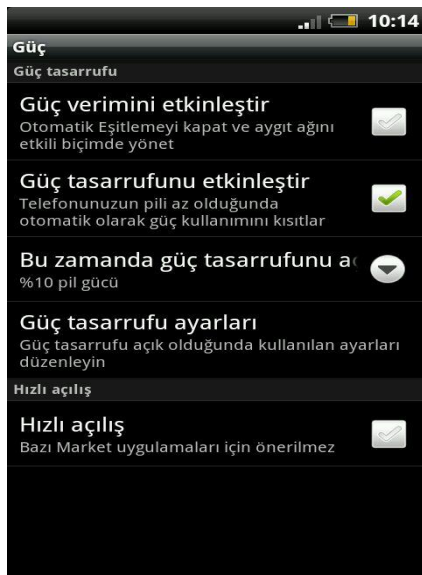 10:14
Güç
Güç tasarrufu
Güç verimini etkinleştir
Otomatik Eşitlemeyi kapat ve aygıt ağını
etkili biçimde yönet
Güç tasarrufunu etkinleştir
Telefonunuzun pili az olduğunda
otomatik olarak güç kullanımını kısıtlar
Bu zamanda güç tasarrufunu
%10 pil gücü
Güç tasarrufu ayarları
Güç tasarrufu açık olduğunda kullanılan ayarları
düzenleyin
Hızlı açılış
Hızlı açılış
Bazı Market uygulamaları için önerilmez